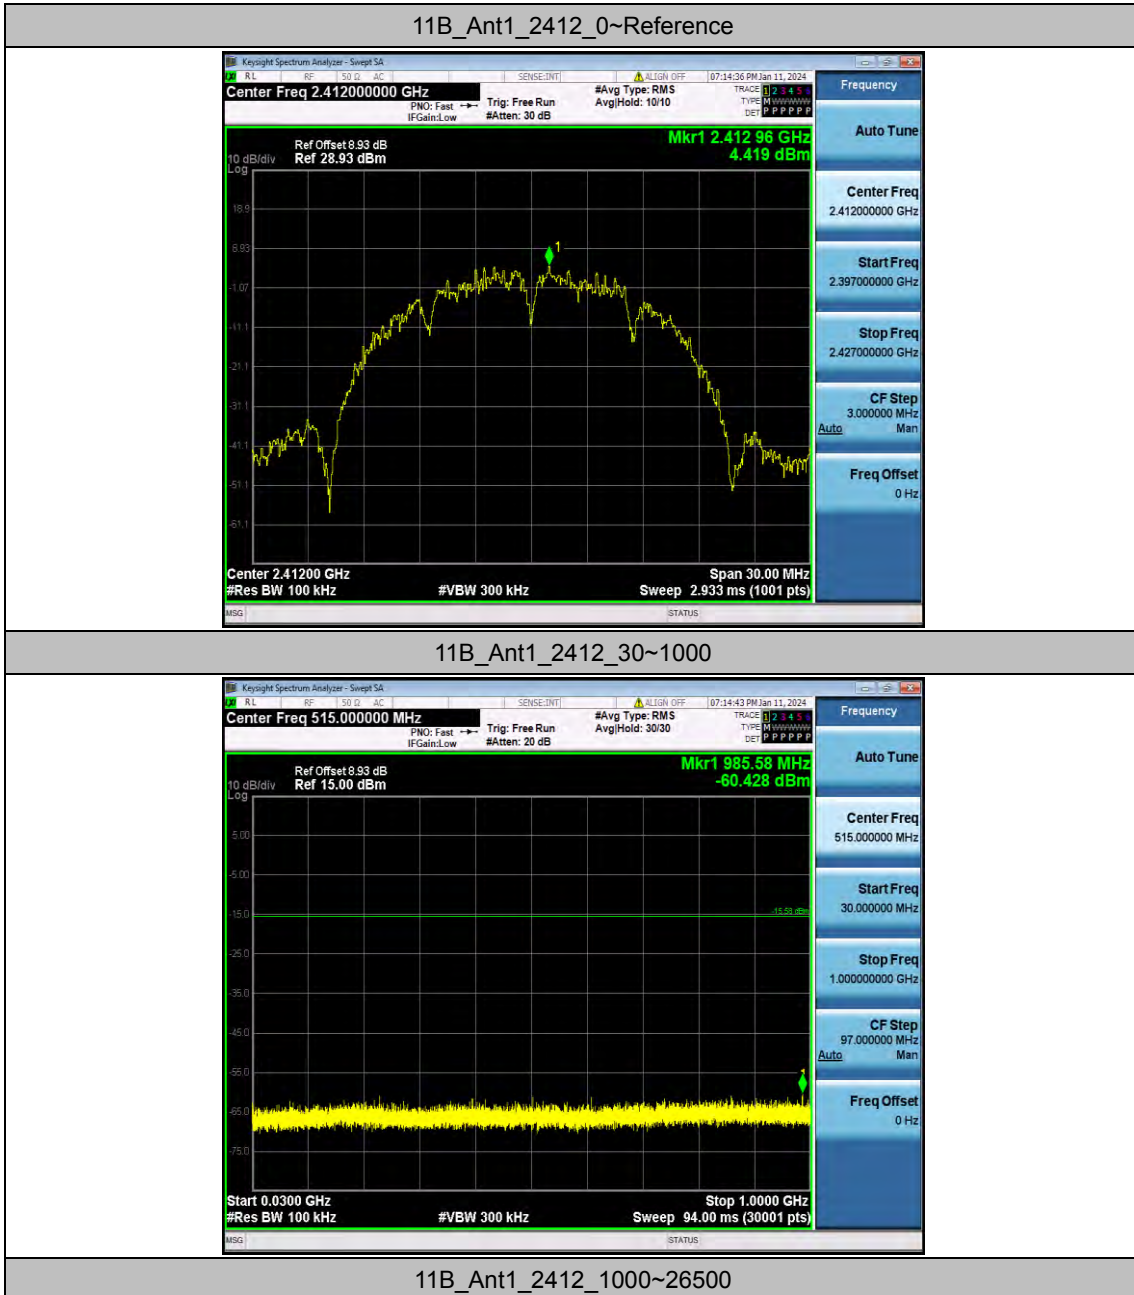 11B_Ant1_2412_0~Reference
Keysight Spectrum Analyzer - Swept SA
RL RF 50 Ω AC SENSE:INT ALIGN OFF 07:14:36 PM Jan 11, 2024
Center Freq 2.412000000 GHz #Avg Type: RMS TRACE 1 2 3 4 5 6 Frequency
PNO: Fast Trig: Free Run Avg|Hold: 10/10 TYPE M
IFGain:Low #Atten: 30 dB DET P P P P P P
Auto Tune
Mkr1 2.412 96 GHz
Ref Offset 8.93 dB
10 dB/div Ref 28.93 dBm 4.419 dBm
Log
Center Freq
2.412000000 GHz
18.9
8.93
1
Start Freq
2.397000000 GHz
-1.07
-11.1
Stop Freq
2.427000000 GHz
-21.1
-31.1
CF Step
3.000000 MHz
Auto Man
-41.1
Freq Offset
0 Hz
-51.1
-61.1
Center 2.41200 GHz Span 30.00 MHz
#Res BW 100 kHz #VBW 300 kHz Sweep 2.933 ms (1001 pts)
MSG STATUS
11B_Ant1_2412_30~1000
Keysight Spectrum Analyzer - Swept SA
RL RF 50 Ω AC SENSE:INT ALIGN OFF 07:14:43 PM Jan 11, 2024
Center Freq 515.000000 MHz #Avg Type: RMS TRACE 1 2 3 4 5 6 Frequency
PNO: Fast Trig: Free Run Avg|Hold: 30/30 TYPE M
IFGain:Low #Atten: 20 dB DET P P P P P P
Auto Tune
Mkr1 985.58 MHz
Ref Offset 8.93 dB
10 dB/div Ref 15.00 dBm -60.428 dBm
Log
Center Freq
515.000000 MHz
5.00
-5.00
Start Freq
30.000000 MHz
-15.0
-15.58 dBm
-25.0
Stop Freq
1.000000000 GHz
-35.0
-45.0
CF Step
97.000000 MHz
Auto Man
-55.0
1
Freq Offset
0 Hz
-65.0
-75.0
Start 0.0300 GHz Stop 1.0000 GHz
#Res BW 100 kHz #VBW 300 kHz Sweep 94.00 ms (30001 pts)
MSG STATUS
11B_Ant1_2412_1000~26500